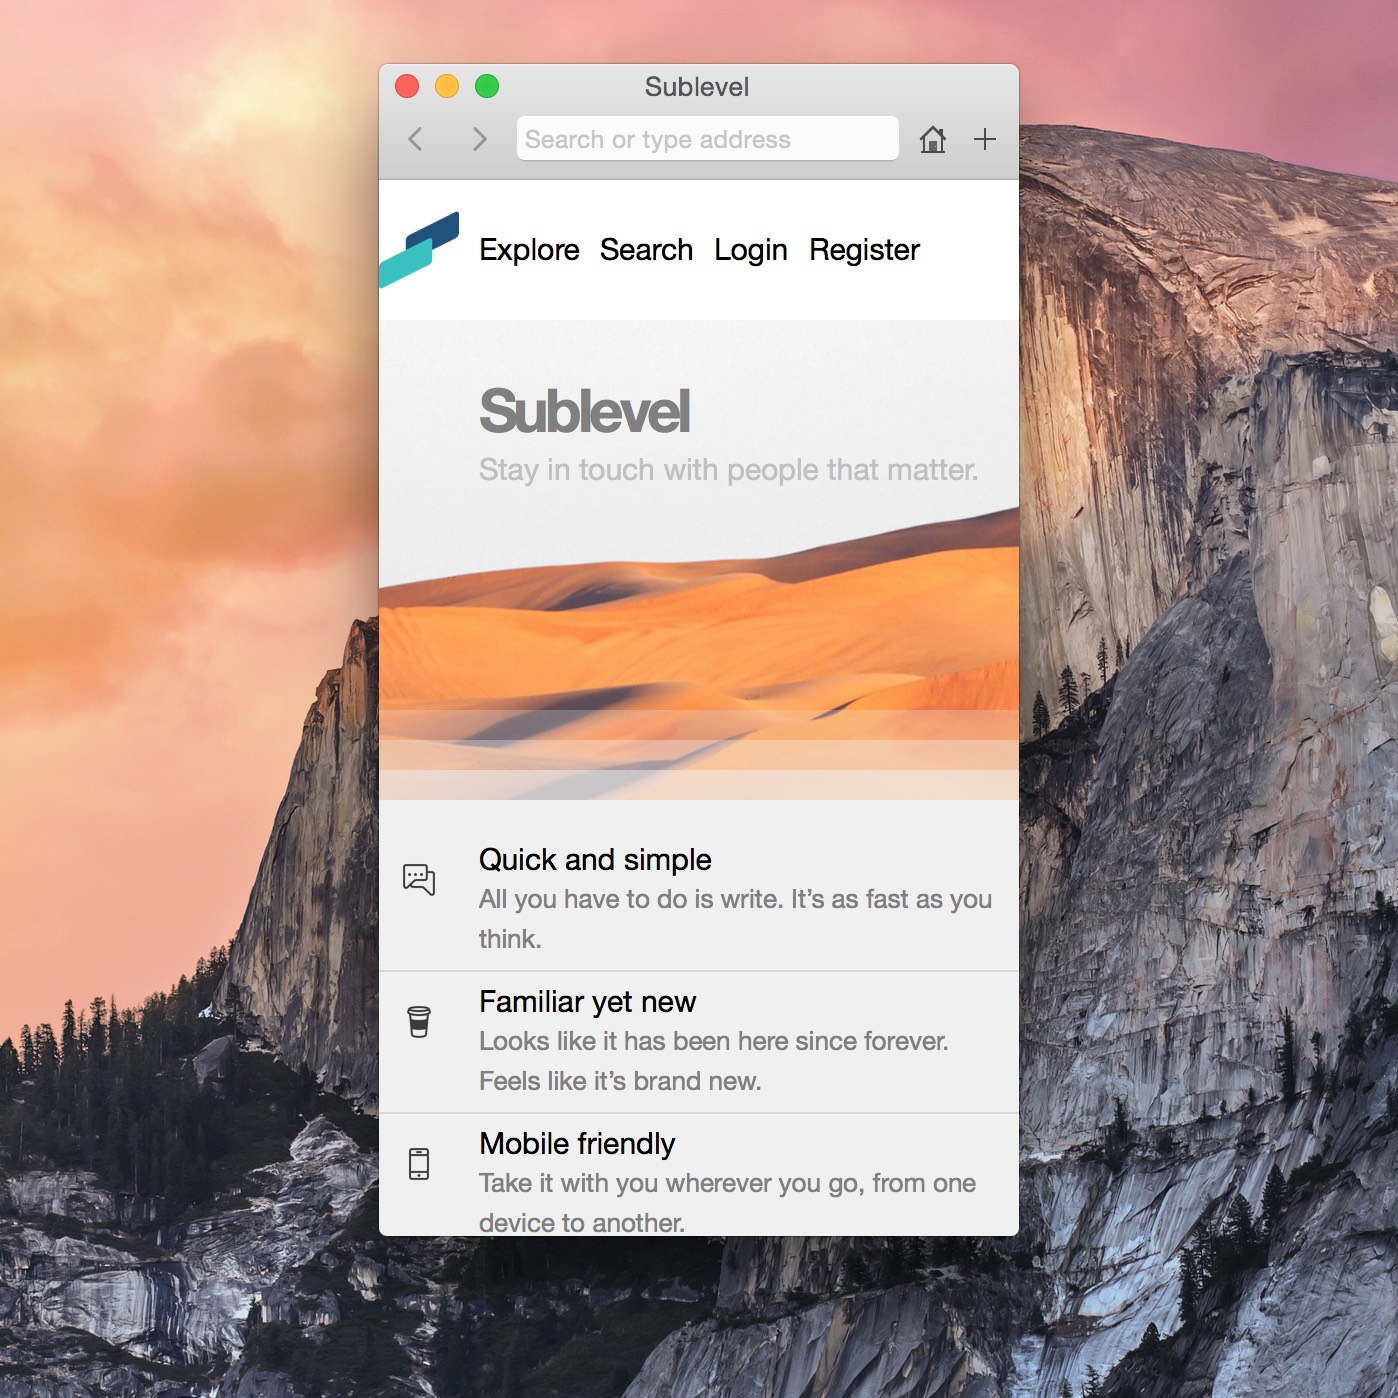 Sublevel
Search or type address
Explore Search Login Register
Sublevel
Stay in touch with people that matter.
Quick and simple
All you have to do is write. It’s as fast as you
think.
Familiar yet new
Looks like it has been here since forever.
Feels like it’s brand new.
Mobile friendly
Take it with you wherever you go, from one
device to another.